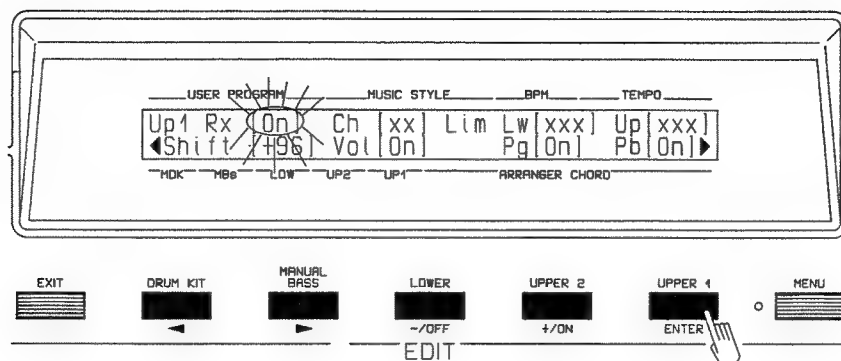 USER PROGRAM MUSIC STYLE BPM TEMPO
Up1 Rx [On] Ch [xx] Lim Lw[xxx] Up[xxx]
◀Shift [+96] Vol[On] Pg[On] Pb[On]▶
MDK MBs LOW UP2 UP1 ARRANGER CHORD
EXIT DRUM KIT MANUAL BASS LOWER UPPER 2 UPPER 1 MENU
◀ ▶ -/OFF +/ON ENTER
EDIT